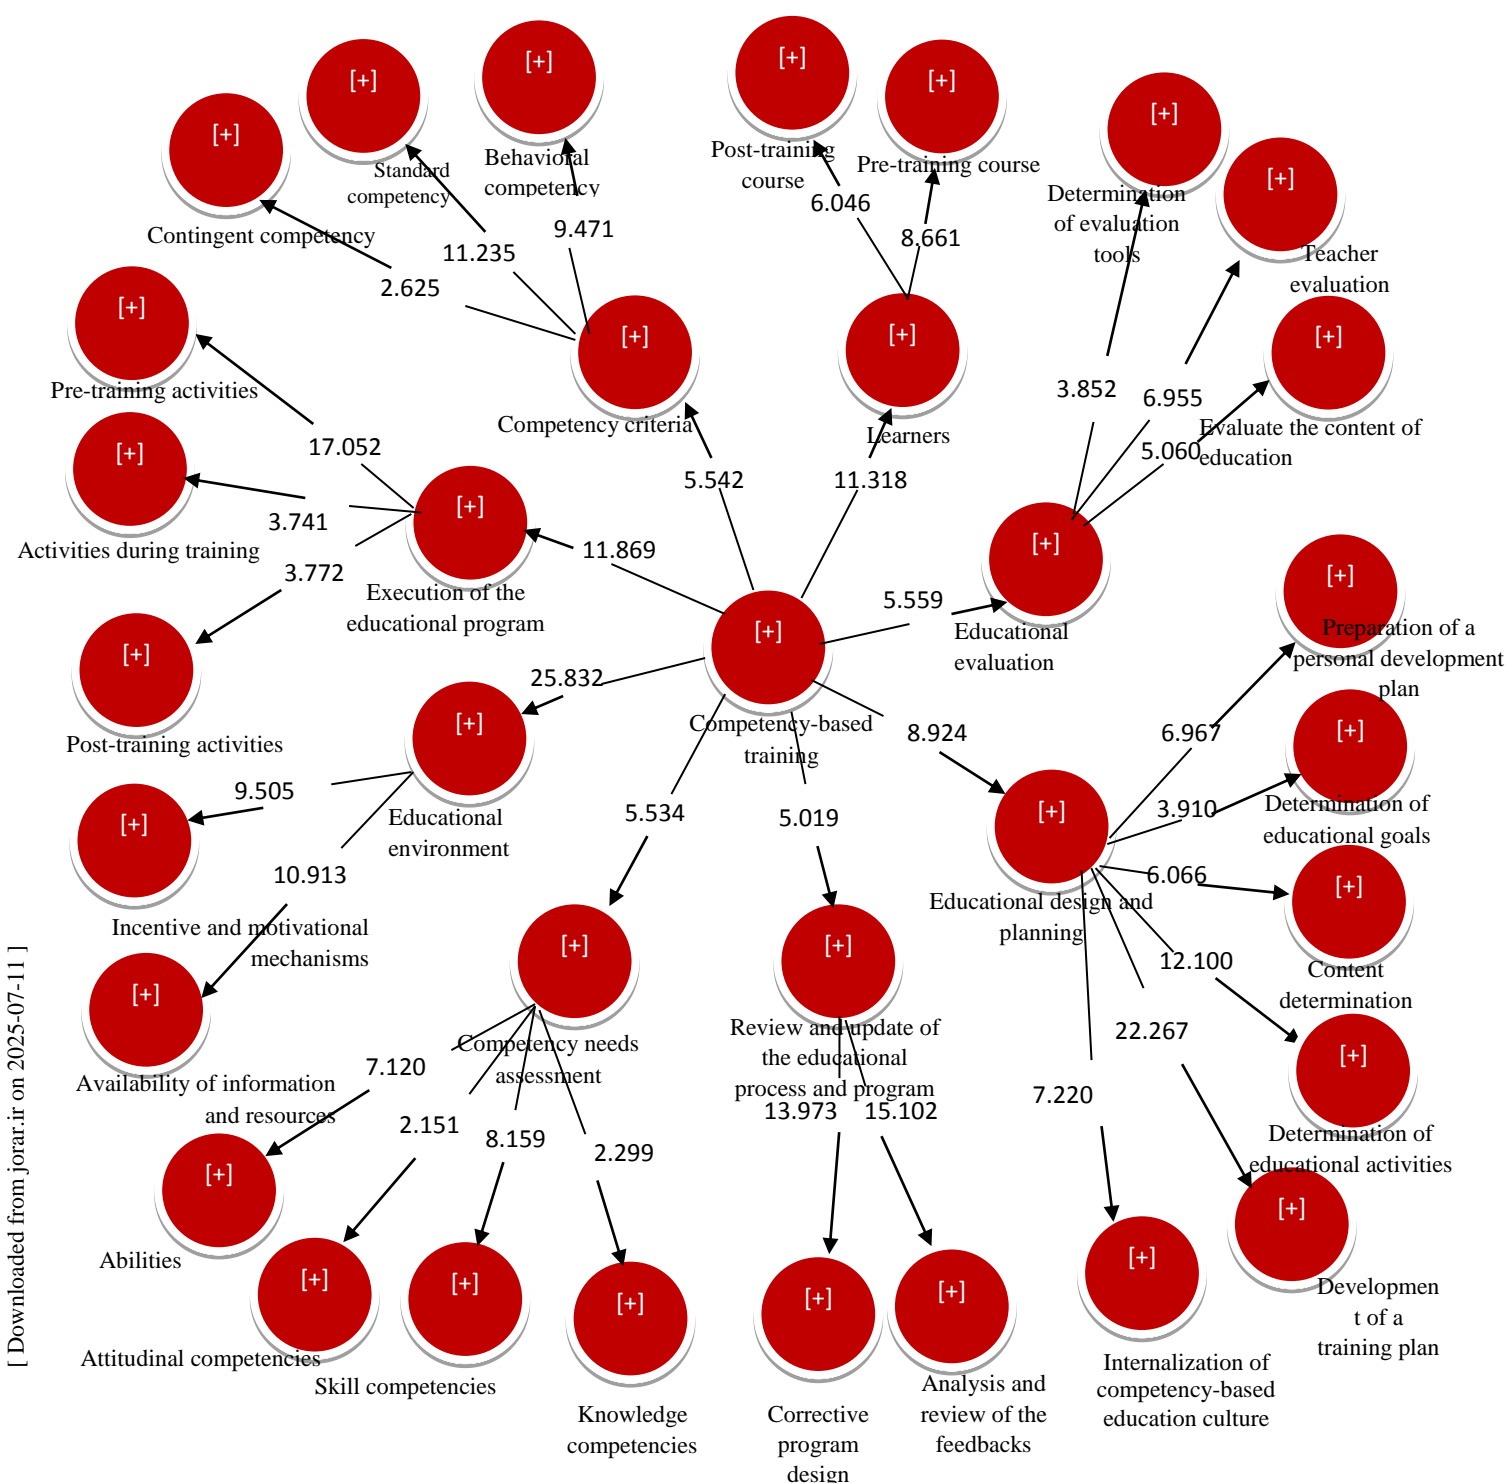 [+]
[+]
[+]
[+]
[+]
[+]
Standard
competency
Behavioral
competency
Post-training
course
Pre-training course
Contingent competency
Determination
of evaluation
tools
[+]
Teacher
evaluation
6.046
9.471
8.661
11.235
2.625
[+]
[+]
[+]
[+]
Pre-training activities
Competency criteria
Learners
3.852
6.955
5.060
Evaluate the content of
education
17.052
[+]
5.542
11.318
3.741
Activities during training
[+]
11.869
[+]
3.772
Execution of the
educational program
5.559
Educational
evaluation
[+]
Preparation of a
personal development
plan
[+]
[+]
25.832
Post-training activities
[+]
Competency-based
training
8.924
6.967
[+]
9.505
Educational
environment
5.534
5.019
3.910
Determination of
educational goals
[+]
[+]
10.913
6.066
[+]
Incentive and motivational
mechanisms
Educational design and
planning
[+]
[+]
12.100
Content
determination
[+]
Competency needs
assessment
Review and update of
the educational
process and program
22.267
[+]
Availability of information
and resources
7.120
2.151
8.159
2.299
13.973
15.102
7.220
Determination of
educational activities
[+]
[+]
Abilities
[+]
[+]
[+]
[+]
[+]
[+]
Development
t of a
training plan
Attitudinal competencies
Skill competencies
Knowledge
competencies
Corrective
program
design
Analysis and
review of the
feedbacks
Internalization of
competency-based
education culture
[ Downloaded from jorar.ir on 2025-07-11 ]